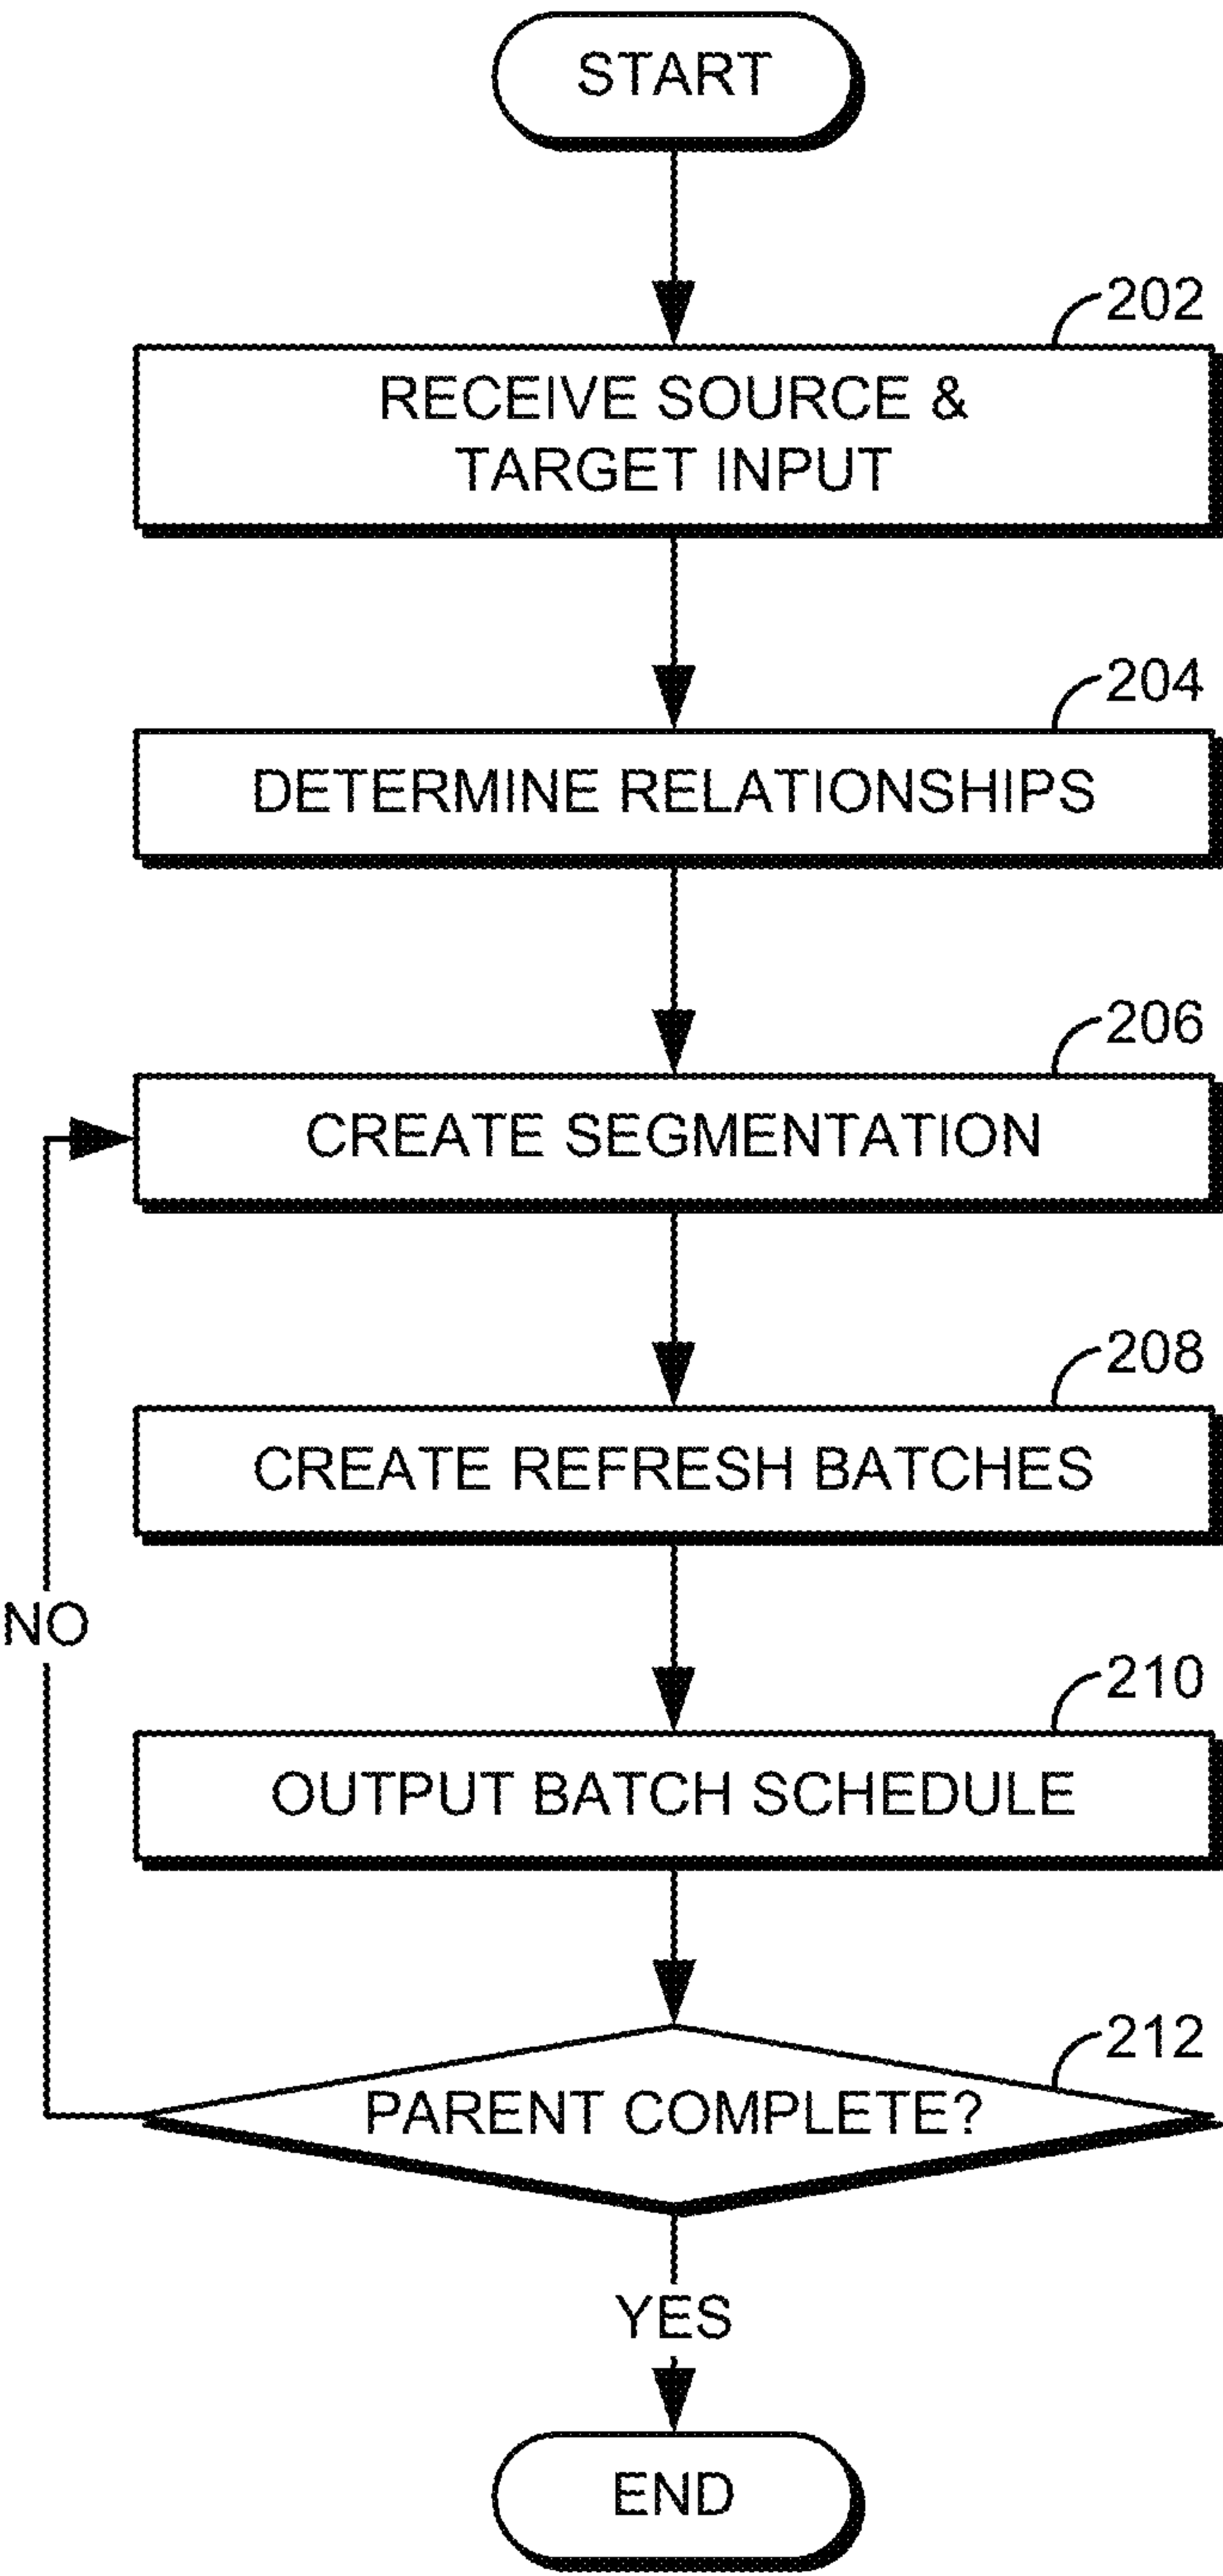 START
202
RECEIVE SOURCE &
TARGET INPUT
204
DETERMINE RELATIONSHIPS
206
CREATE SEGMENTATION
208
CREATE REFRESH BATCHES
NO
210
OUTPUT BATCH SCHEDULE
212
PARENT COMPLETE?
YES
END